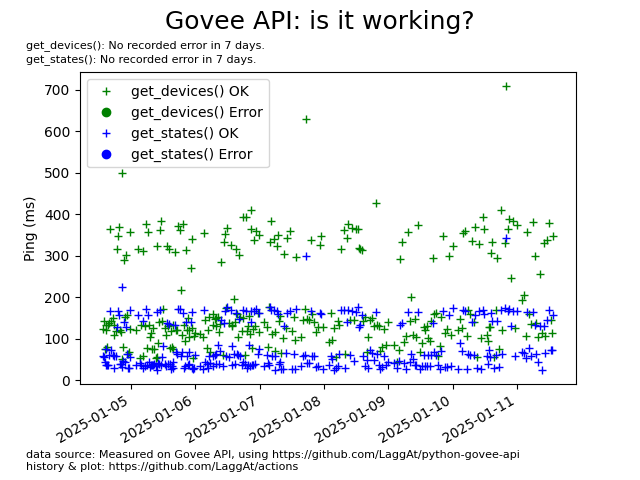 Govee API: is it working?
get_devices(): No recorded error in 7 days.
get_states(): No recorded error in 7 days.
get_devices() OK
get_devices() Error
get_states() OK
get_states() Error
Ping (ms)
700
600
500
400
300
200
100
0
2025-01-05
2025-01-06
2025-01-07
2025-01-08
2025-01-09
2025-01-10
2025-01-11
data source: Measured on Govee API, using https://github.com/LaggAt/python-govee-api
history & plot: https://github.com/LaggAt/actions